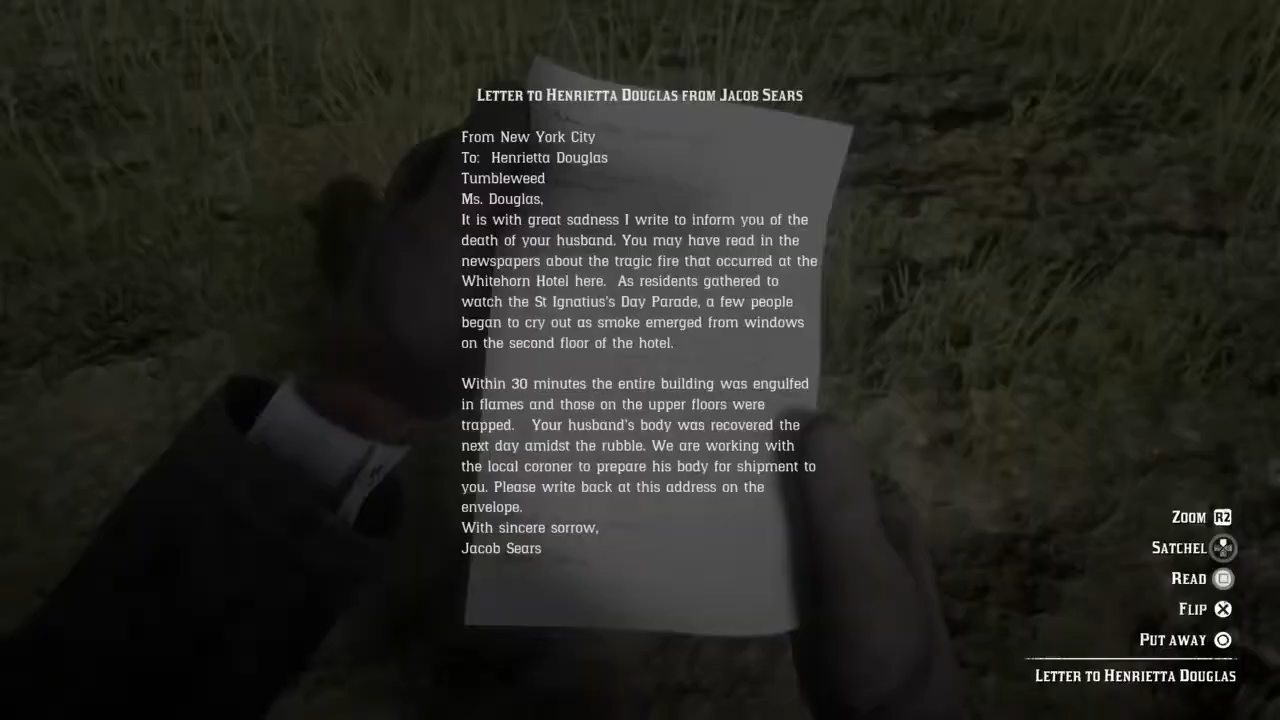 Letter to Henrietta Douglas from Jacob Sears
From New York City
To: Henrietta Douglas
Tumbleweed
Ms. Douglas,
It is with great sadness I write to inform you of the
death of your husband. You may have read in the
newspapers about the tragic fire that occurred at the
Whitehorn Hotel here. As residents gathered to
watch the St Ignatius's Day Parade, a few people
began to cry out as smoke emerged from windows
on the second floor of the hotel.
Within 30 minutes the entire building was engulfed
in flames and those on the upper floors were
trapped. Your husband's body was recovered the
next day amidst the rubble. We are working with
the local coroner to prepare his body for shipment to
you. Please write back at this address on the
envelope.
With sincere sorrow,
Jacob Sears
Zoom R2
Satchel
Read
Flip
Put away
Letter to Henrietta Douglas